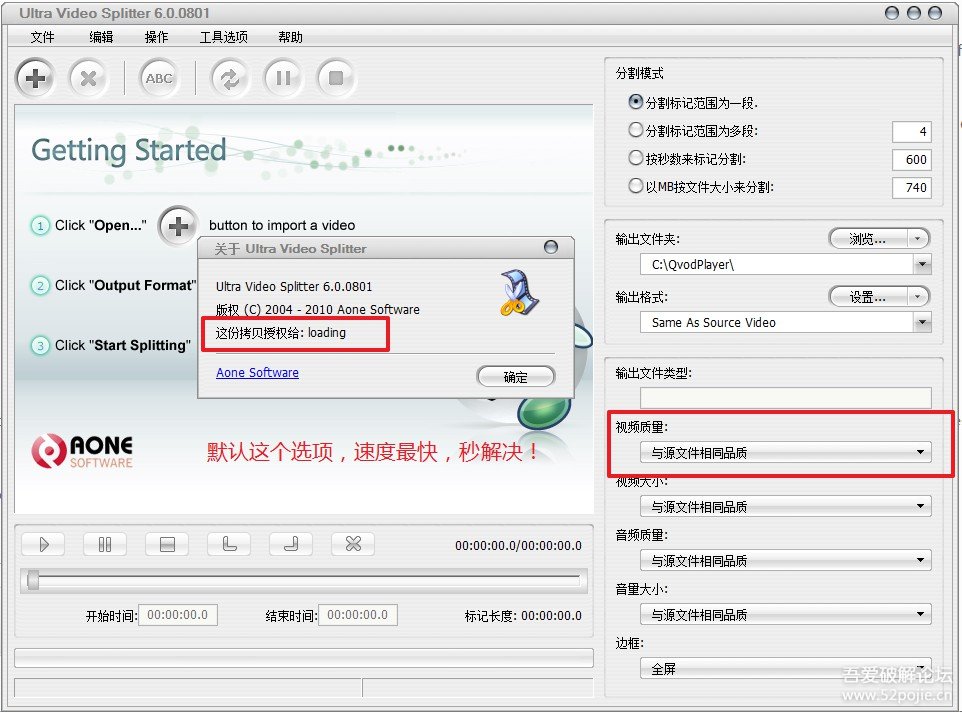 Ultra Video Splitter 6.0.0801
文件 编辑 操作 工具选项 帮助
ABC
Getting Started
1 Click "Open..." button to import a video
2 Click "Output Format"
3 Click "Start Splitting"
AONE
SOFTWARE
默认这个选项，速度最快，秒解决！
关于 Ultra Video Splitter
Ultra Video Splitter 6.0.0801
版权 (C) 2004 - 2010 Aone Software
这份拷贝授权给: loading
Aone Software
确定
00:00:00.0/00:00:00.0
开始时间: 00:00:00.0 结束时间: 00:00:00.0 标记长度: 00:00:00.0
分割模式
分割标记范围为一段.
分割标记范围为多段: 4
按秒数来标记分割: 600
以MB按文件大小来分割: 740
输出文件夹: 浏览...
C:\QvodPlayer\
输出格式: 设置...
Same As Source Video
输出文件类型:
视频质量:
与源文件相同品质
视频大小:
与源文件相同品质
音频质量:
与源文件相同品质
音量大小:
与源文件相同品质
边框:
全屏
吾爱破解论坛
www.52pojie.cn